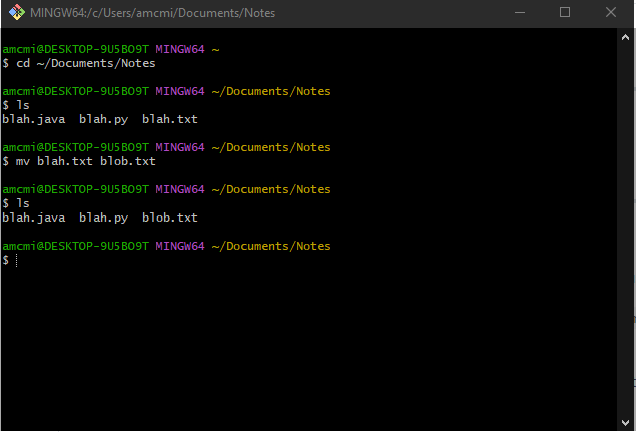 MINGW64:/c/Users/amcmi/Documents/Notes
amcmi@DESKTOP-9U5BO9T MINGW64 ~
$ cd ~/Documents/Notes
amcmi@DESKTOP-9U5BO9T MINGW64 ~/Documents/Notes
$ ls
blah.java  blah.py  blah.txt
amcmi@DESKTOP-9U5BO9T MINGW64 ~/Documents/Notes
$ mv blah.txt blob.txt
amcmi@DESKTOP-9U5BO9T MINGW64 ~/Documents/Notes
$ ls
blah.java  blah.py  blob.txt
amcmi@DESKTOP-9U5BO9T MINGW64 ~/Documents/Notes
$